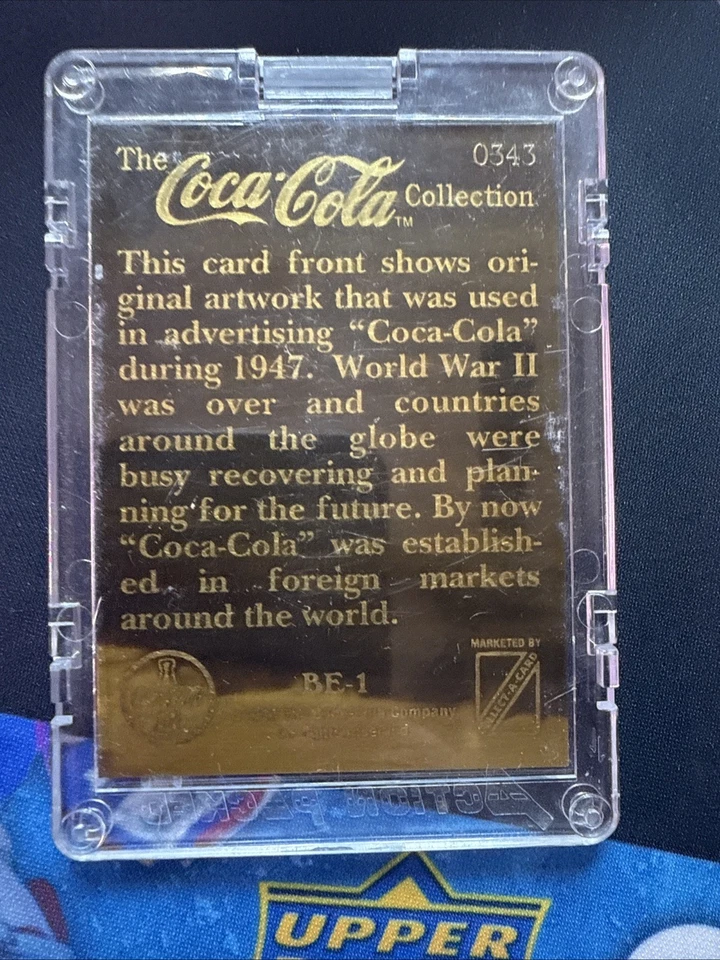 The Coca-Cola™ Collection 0343
This card front shows ori-
ginal artwork that was used
in advertising “Coca-Cola”
during 1947. World War II
was over and countries
around the globe were
busy recovering and plan-
ning for the future. By now
“Coca-Cola” was establish-
ed in foreign markets
around the world.
MARKETED BY
BE-1
Company
UPPER